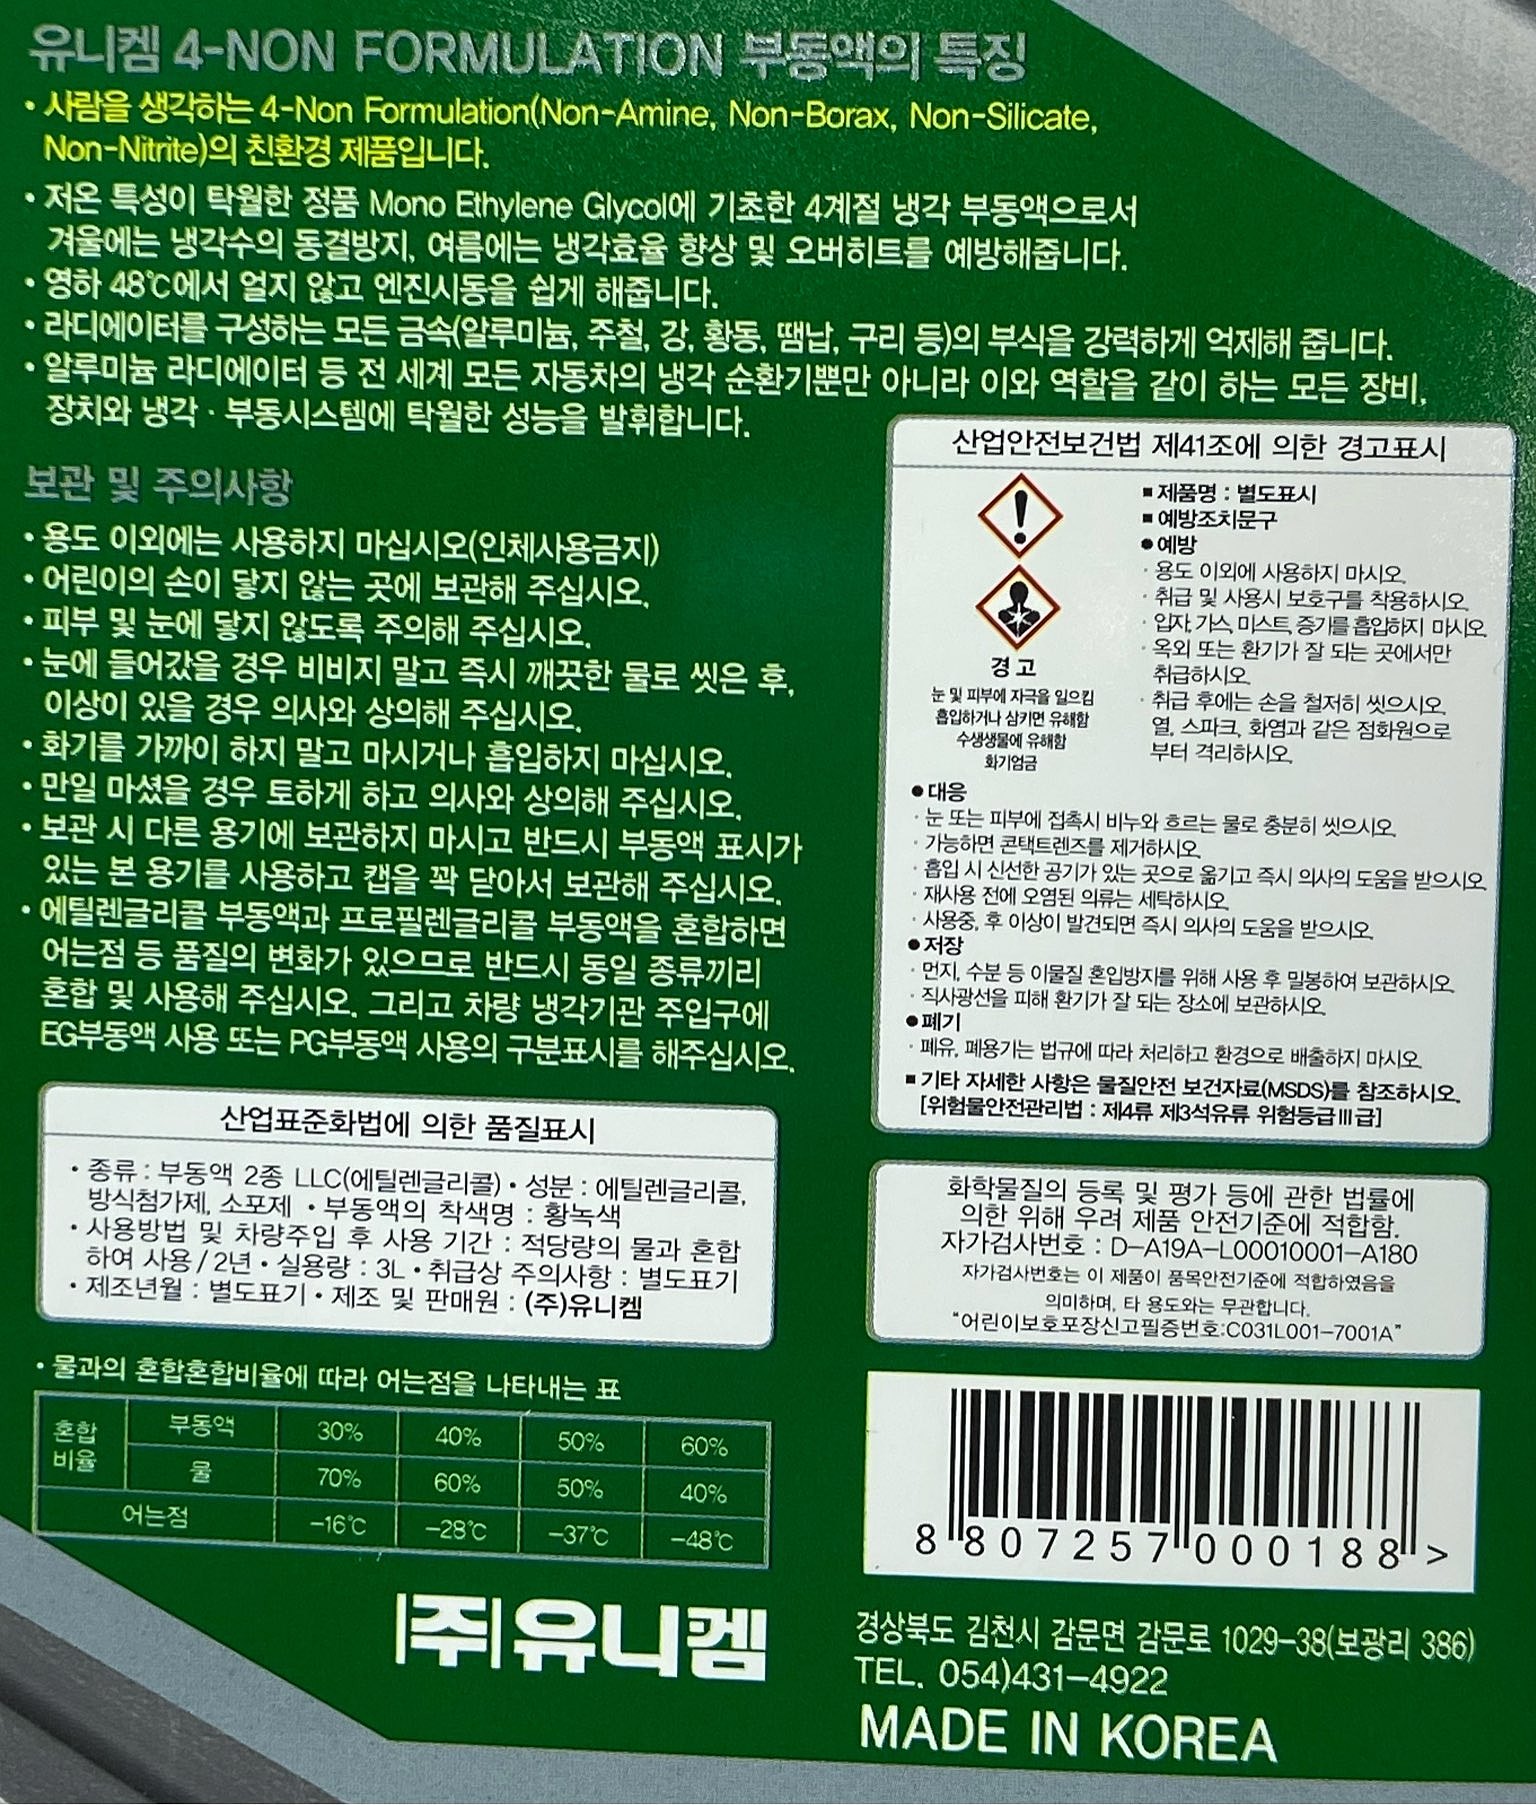 유니켐 4-NON FORMULATION 부동액의 특징
• 사람을 생각하는 4-Non Formulation(Non-Amine, Non-Borax, Non-Silicate,
Non-Nitrite)의 친환경 제품입니다.
• 저온 특성이 탁월한 정품 Mono Ethylene Glycol에 기초한 4계절 냉각 부동액으로서
겨울에는 냉각수의 동결방지, 여름에는 냉각효율 향상 및 오버히트를 예방해줍니다.
• 영하 48℃에서 얼지 않고 엔진시동을 쉽게 해줍니다.
• 라디에이터를 구성하는 모든 금속(알루미늄, 주철, 강, 황동, 땜납, 구리 등)의 부식을 강력하게 억제해 줍니다.
• 알루미늄 라디에이터 등 전 세계 모든 자동차의 냉각 순환기뿐만 아니라 이와 역할을 같이 하는 모든 장비,
장치와 냉각 · 부동시스템에 탁월한 성능을 발휘합니다.
보관 및 주의사항
• 용도 이외에는 사용하지 마십시오(인체사용금지)
• 어린이의 손이 닿지 않는 곳에 보관해 주십시오.
• 피부 및 눈에 닿지 않도록 주의해 주십시오.
• 눈에 들어갔을 경우 비비지 말고 즉시 깨끗한 물로 씻은 후,
이상이 있을 경우 의사와 상의해 주십시오.
• 화기를 가까이 하지 말고 마시거나 흡입하지 마십시오.
• 만일 마셨을 경우 토하게 하고 의사와 상의해 주십시오.
• 보관 시 다른 용기에 보관하지 마시고 반드시 부동액 표시가
있는 본 용기를 사용하고 캡을 꽉 닫아서 보관해 주십시오.
• 에틸렌글리콜 부동액과 프로필렌글리콜 부동액을 혼합하면
어는점 등 품질의 변화가 있으므로 반드시 동일 종류끼리
혼합 및 사용해 주십시오. 그리고 차량 냉각기관 주입구에
EG부동액 사용 또는 PG부동액 사용의 구분표시를 해주십시오.
산업표준화법에 의한 품질표시
• 종류 : 부동액 2종 LLC(에틸렌글리콜) • 성분 : 에틸렌글리콜,
방식첨가제, 소포제 • 부동액의 착색명 : 황녹색
• 사용방법 및 차량주입 후 사용 기간 : 적당량의 물과 혼합
하여 사용 / 2년 • 실용량 : 3L • 취급상 주의사항 : 별도표기
• 제조년월 : 별도표기 • 제조 및 판매원 : (주)유니켐
• 물과의 혼합혼합비율에 따라 어는점을 나타내는 표
혼합 비율 부동액 30% 40% 50% 60%
물 70% 60% 50% 40%
어는점 -16℃ -28℃ -37℃ -48℃
(주)유니켐
산업안전보건법 제41조에 의한 경고표시
경 고
눈 및 피부에 자극을 일으킴
흡입하거나 삼키면 유해함
수생생물에 유해함
화기엄금
■ 제품명 : 별도표시
■ 예방조치문구
● 예방
· 용도 이외에 사용하지 마시오.
· 취급 및 사용시 보호구를 착용하시오.
· 입자, 가스, 미스트, 증기를 흡입하지 마시오.
· 옥외 또는 환기가 잘 되는 곳에서만
취급하시오.
· 취급 후에는 손을 철저히 씻으시오.
열, 스파크, 화염과 같은 점화원으로
부터 격리하시오.
● 대응
· 눈 또는 피부에 접촉시 비누와 흐르는 물로 충분히 씻으시오.
· 가능하면 콘택트렌즈를 제거하시오.
· 흡입 시 신선한 공기가 있는 곳으로 옮기고 즉시 의사의 도움을 받으시오.
· 재사용 전에 오염된 의류는 세탁하시오.
· 사용중, 후 이상이 발견되면 즉시 의사의 도움을 받으시오.
● 저장
· 먼지, 수분 등 이물질 혼입방지를 위해 사용 후 밀봉하여 보관하시오.
· 직사광선을 피해 환기가 잘 되는 장소에 보관하시오.
● 폐기
· 폐유, 폐용기는 법규에 따라 처리하고 환경으로 배출하지 마시오.
■ 기타 자세한 사항은 물질안전 보건자료(MSDS)를 참조하시오.
[위험물안전관리법 : 제4류 제3석유류 위험등급Ⅲ급]
화학물질의 등록 및 평가 등에 관한 법률에
의한 위해 우려 제품 안전기준에 적합함.
자가검사번호 : D-A19A-L00010001-A180
자가검사번호는 이 제품이 품목안전기준에 적합하였음을
의미하며, 타 용도와는 무관합니다.
"어린이보호포장신고필증번호:C031L001-7001A"
8 807257 000188 >
경상북도 김천시 감문면 감문로 1029-38(보광리 386)
TEL. 054)431-4922
MADE IN KOREA